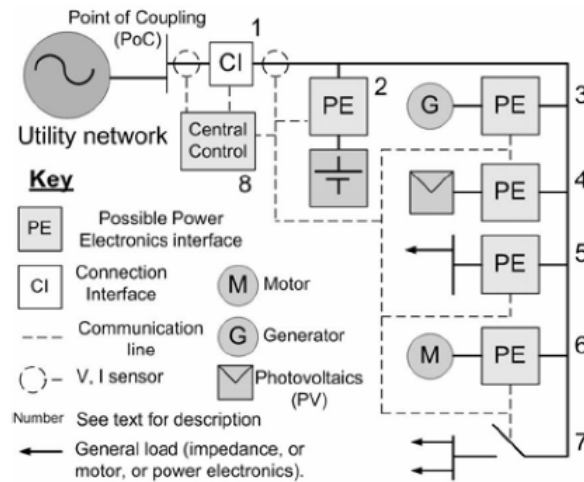 Point of Coupling
(PoC)
1
CI
2
PE
3
G
PE
Utility network
Central
Control
8
4
PE
Key
PE
Possible Power
Electronics interface
5
PE
CI
Connection
Interface
M
Motor
Communication
line
G
Generator
6
M
PE
V, I sensor
Photovoltaics
(PV)
Number
See text for description
7
General load (impedance, or
motor, or power electronics).